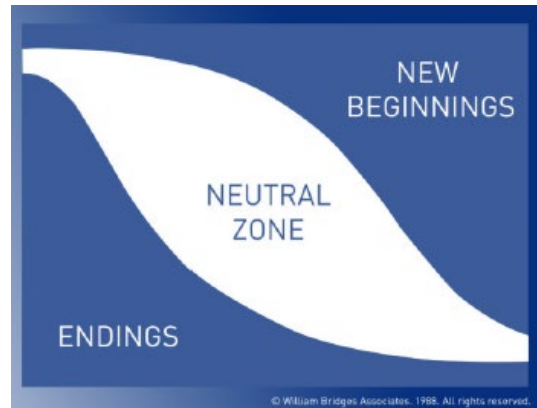 NEW
BEGINNINGS
NEUTRAL
ZONE
ENDINGS
© William Bridges Associates. 1988. All rights reserved.